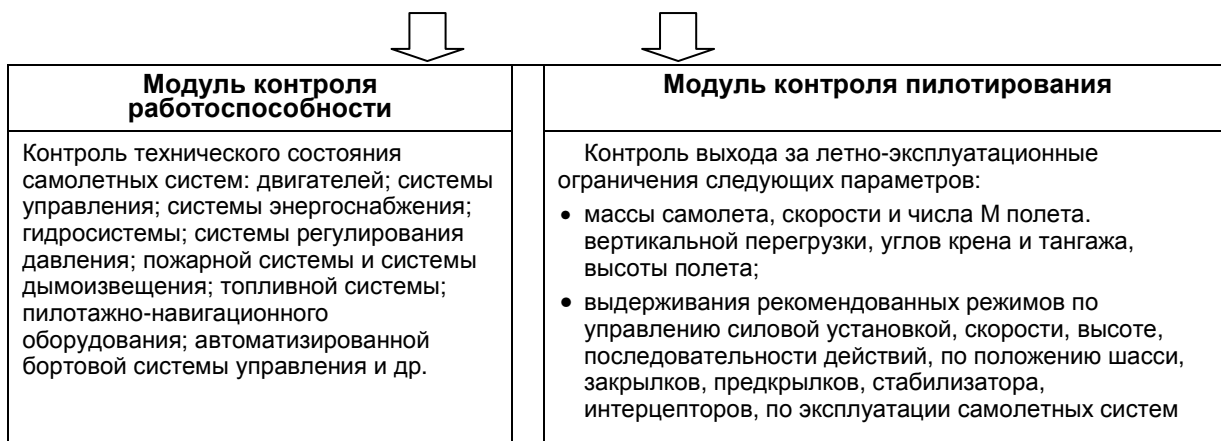 Модуль контроля
работоспособности
Контроль технического состояния
самолетных систем: двигателей; системы
управления; системы энергоснабжения;
гидросистемы; системы регулирования
давления; пожарной системы и системы
дымоизвещения; топливной системы;
пилотажно-навигационного
оборудования; автоматизированной
бортовой системы управления и др.
Модуль контроля пилотирования
Контроль выхода за летно-эксплуатационные
ограничения следующих параметров:
• массы самолета, скорости и числа М полета.
вертикальной перегрузки, углов крена и тангажа,
высоты полета;
• выдерживания рекомендованных режимов по
управлению силовой установкой, скорости, высоте,
последовательности действий, по положению шасси,
закрылков, предкрылков, стабилизатора,
интерцепторов, по эксплуатации самолетных систем